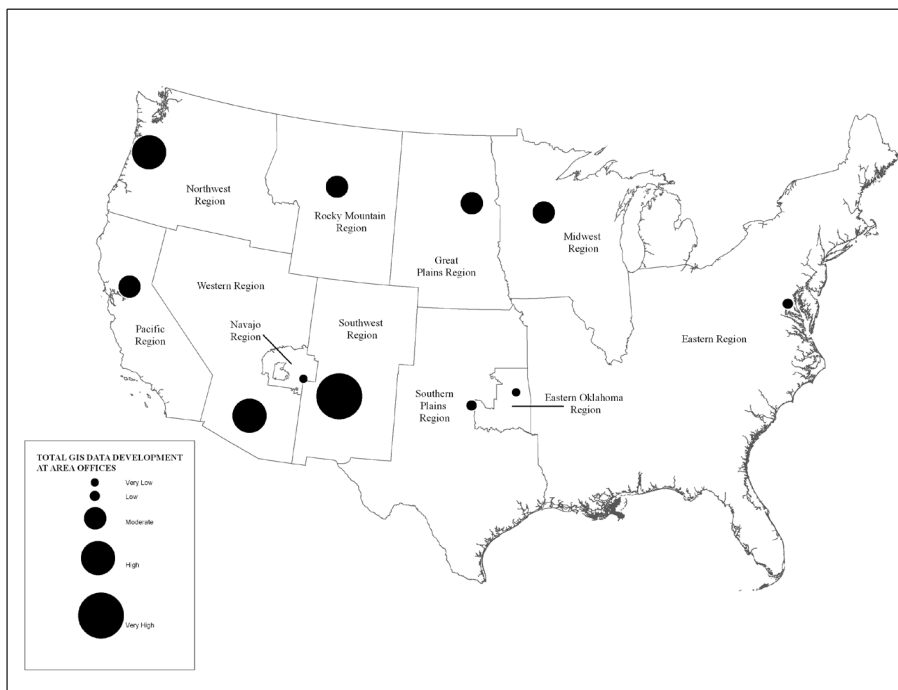 Northwest
Region
Rocky Mountain
Region
Great
Plains Region
Midwest
Region
Western Region
Navajo
Region
Southwest
Region
Pacific
Region
Eastern Region
Southern
Plains
Region
Eastern Oklahoma
Region
TOTAL GIS DATA DEVELOPMENT
AT AREA OFFICES
Very Low
Low
Moderate
High
Very High